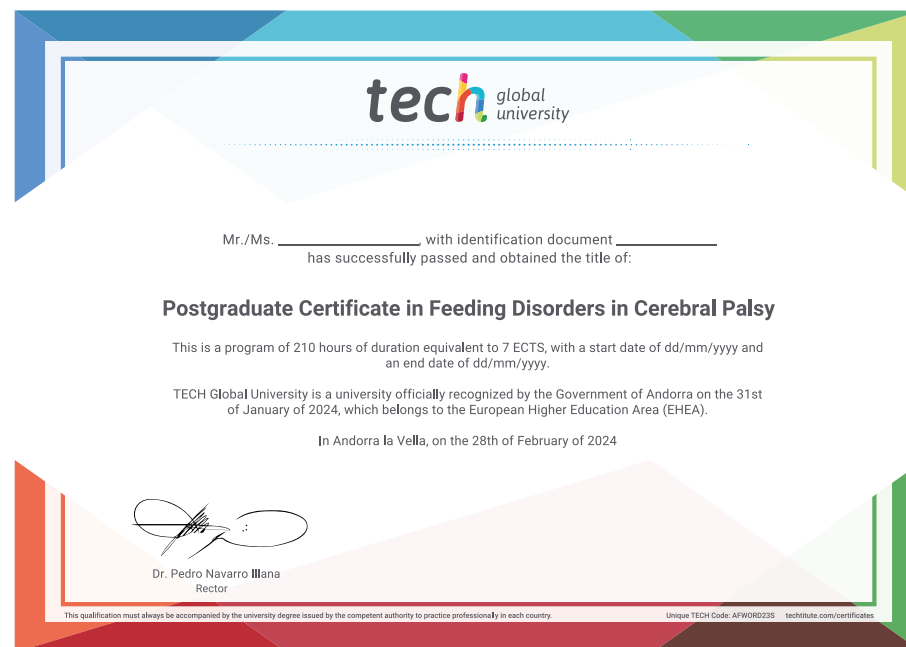 tech global
university
Mr./Ms. ____________, with identification document ____________
has successfully passed and obtained the title of:
Postgraduate Certificate in Feeding Disorders in Cerebral Palsy
This is a program of 210 hours of duration equivalent to 7 ECTS, with a start date of dd/mm/yyyy and
an end date of dd/mm/yyyy.
TECH Global University is a university officially recognized by the Government of Andorra on the 31st
of January of 2024, which belongs to the European Higher Education Area (EHEA).
In Andorra la Vella, on the 28th of February of 2024
Dr. Pedro Navarro Illana
Rector
This qualification must always be accompanied by the university degree issued by the competent authority to practice professionally in each country. Unique TECH Code: AFWORD23S techtitute.com/certificates